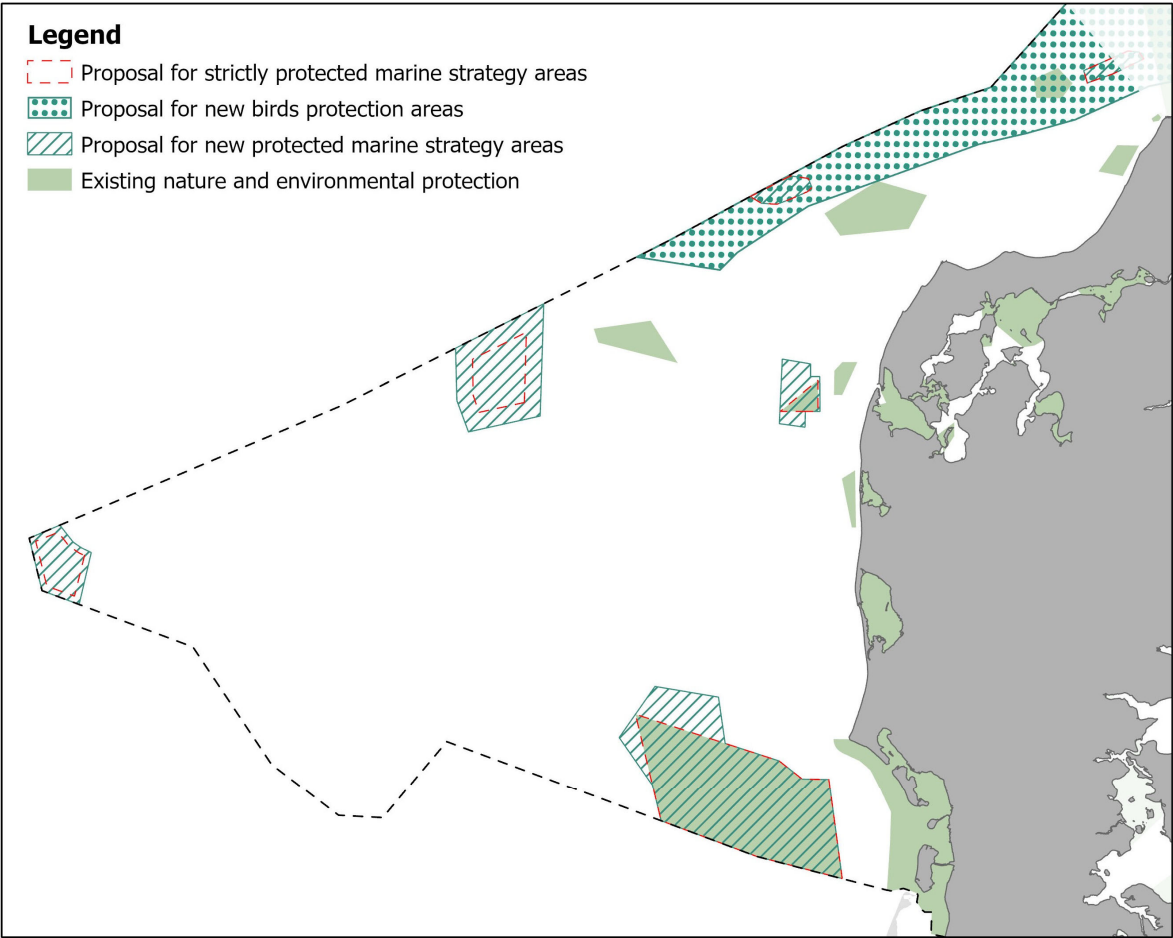 Legend
Proposal for strictly protected marine strategy areas
Proposal for new birds protection areas
Proposal for new protected marine strategy areas
Existing nature and environmental protection